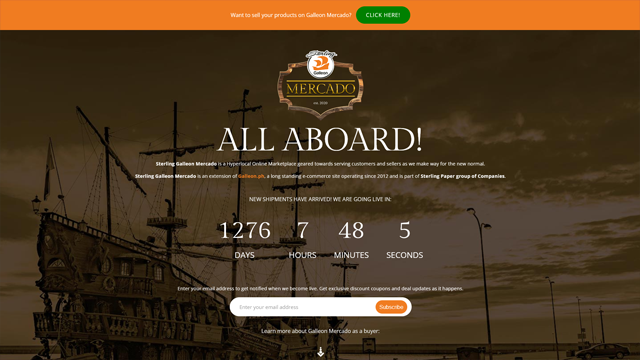 Want to sell your products on Galleon Mercado?
CLICK HERE!
Sterling
Galleon
MERCADO
est. 2020
ALL ABOARD!
Sterling Galleon Mercado is a Hyperlocal Online Marketplace geared towards serving customers and sellers as we make way for the new normal.
Sterling Galleon Mercado is an extension of Galleon.ph, a long standing e-commerce site operating since 2012 and is part of Sterling Paper group of Companies.
NEW SHIPMENTS HAVE ARRIVED! WE ARE GOING LIVE IN:
1276 7 48 5
DAYS HOURS MINUTES SECONDS
Enter your email address to get notified when we become live. Get exclusive discount coupons and deal updates as it happens.
Enter your email address
Subscribe
Learn more about Galleon Mercado as a buyer: